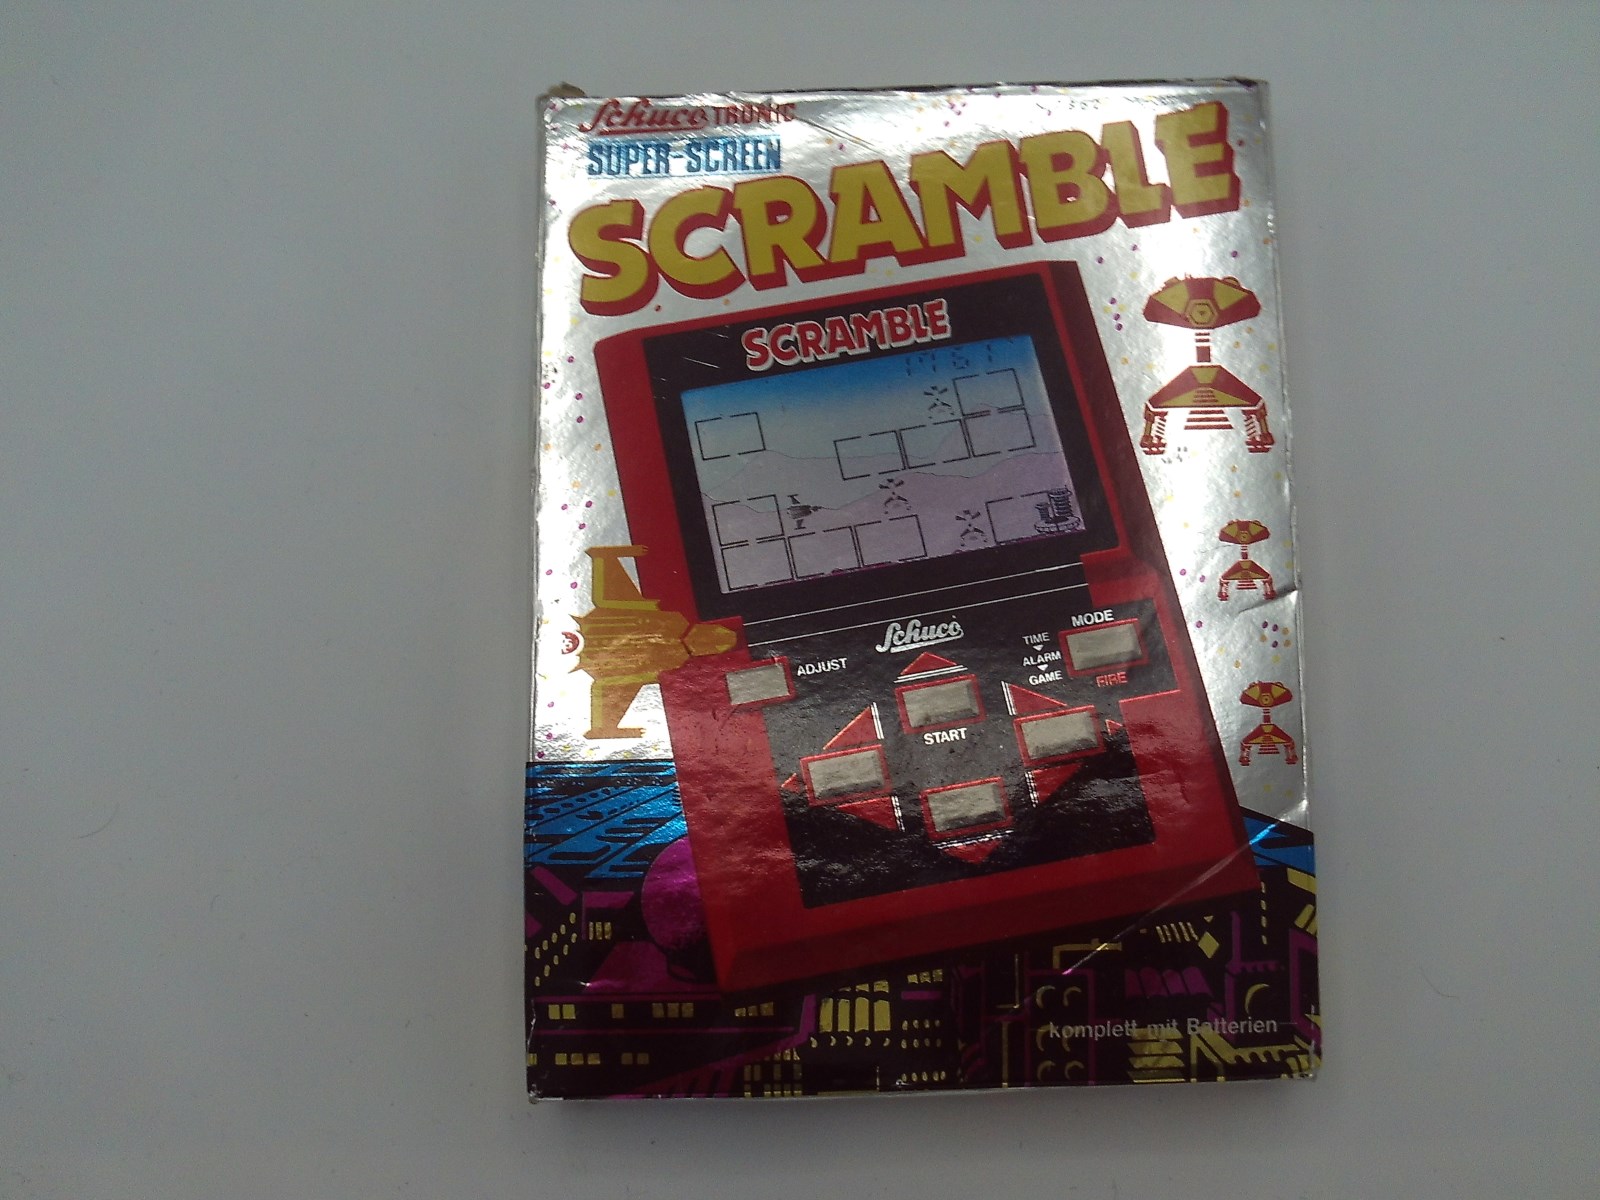 Schuco TRONIC
SUPER-SCREEN
SCRAMBLE
SCRAMBLE
Schuco
MODE
TIME
ALARM
GAME
FIRE
ADJUST
START
komplett mit Batterien